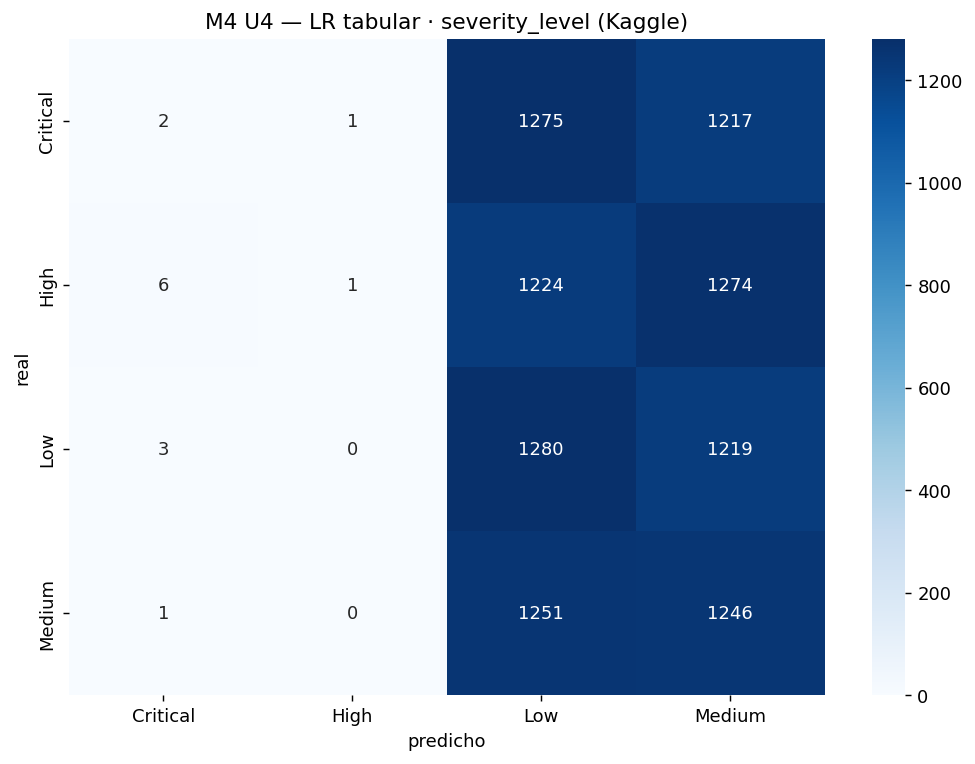 M4 U4 — LR tabular · severity_level (Kaggle)
real
Critical 2 1 1275 1217
High 6 1 1224 1274
Low 3 0 1280 1219
Medium 1 0 1251 1246
Critical High Low Medium
predicho
1200
1000
800
600
400
200
0